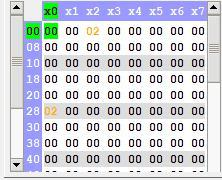 x0 x1 x2 x3 x4 x5 x6 x7
00 00 00 02 00 00 00 00 00
08 00 00 00 00 00 00 00 00
10 00 00 00 00 00 00 00 00
18 00 00 00 00 00 00 00 00
20 00 00 00 00 00 00 00 00
28 02 00 00 00 00 00 00 00
30 00 00 00 00 00 00 00 00
38 00 00 00 00 00 00 00 00
40 00 00 00 00 00 00 00 00